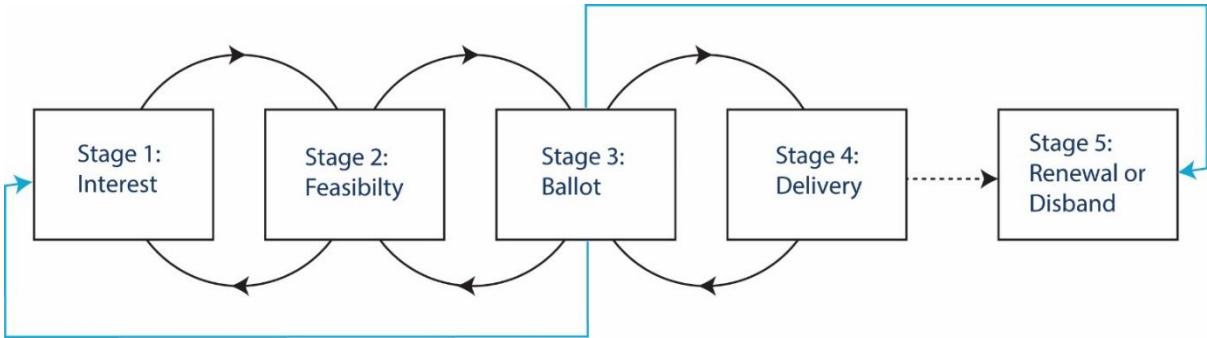 Stage 1:
Interest
Stage 2:
Feasibilty
Stage 3:
Ballot
Stage 4:
Delivery
Stage 5:
Renewal or
Disband